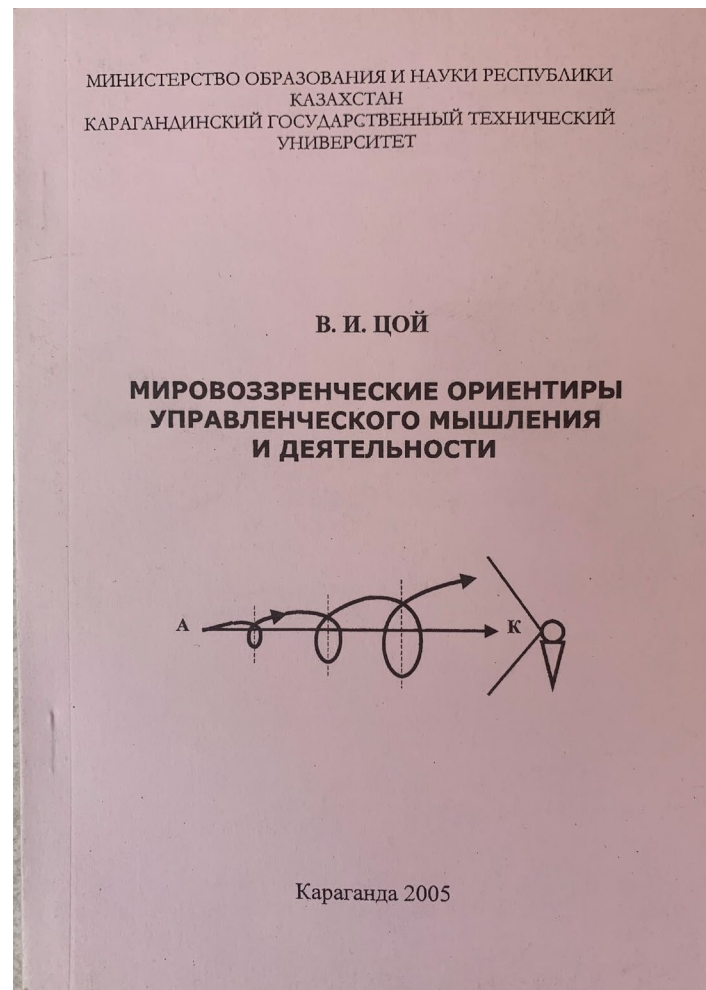 МИНИСТЕРСТВО ОБРАЗОВАНИЯ И НАУКИ РЕСПУБЛИКИ
КАЗАХСТАН
КАРАГАНДИНСКИЙ ГОСУДАРСТВЕННЫЙ ТЕХНИЧЕСКИЙ
УНИВЕРСИТЕТ
В. И. ЦОЙ
МИРОВОЗЗРЕНЧЕСКИЕ ОРИЕНТИРЫ
УПРАВЛЕНЧЕСКОГО МЫШЛЕНИЯ
И ДЕЯТЕЛЬНОСТИ
А К
Караганда 2005